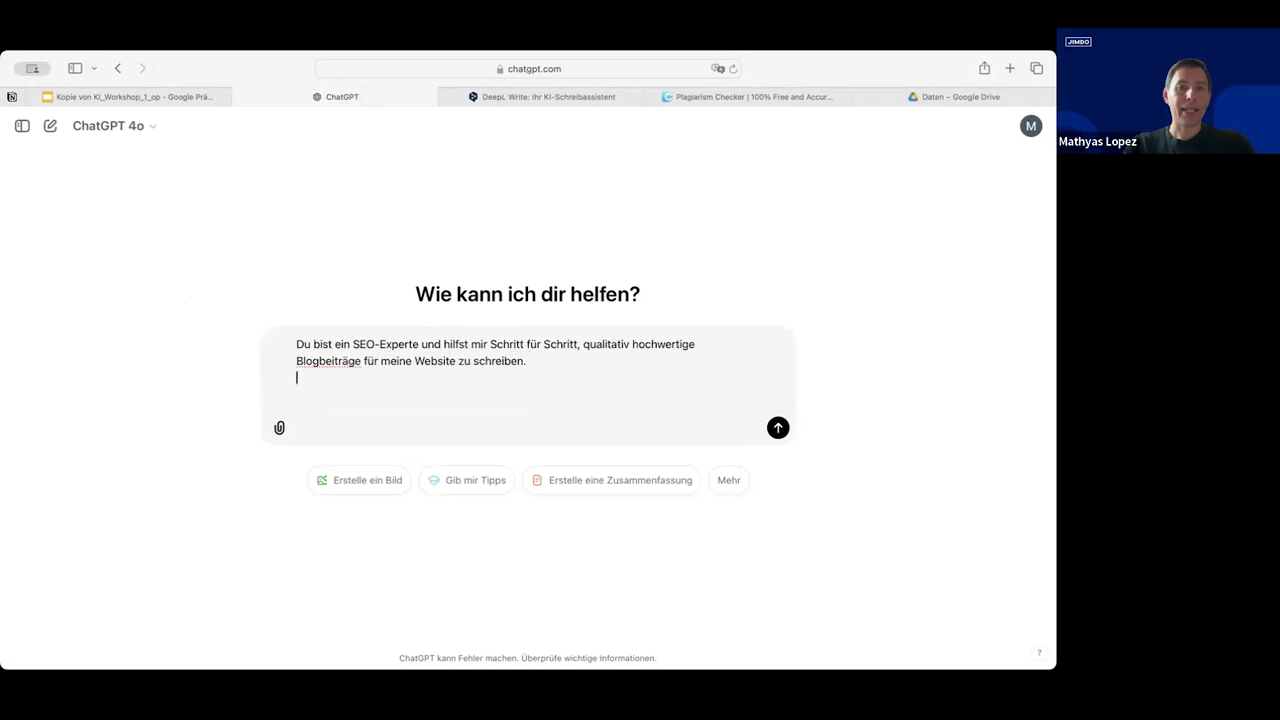 JIMDO
Mathyas Lopez
chatgpt.com
Kopie von KI_Workshop_1_op - Google Prä...
ChatGPT
DeepL Write: Ihr KI-Schreibassistent
Plagiarism Checker | 100% Free and Accur...
Daten – Google Drive
ChatGPT 4o
M
Wie kann ich dir helfen?
Du bist ein SEO-Experte und hilfst mir Schritt für Schritt, qualitativ hochwertige
Blogbeiträge für meine Website zu schreiben.
Erstelle ein Bild
Gib mir Tipps
Erstelle eine Zusammenfassung
Mehr
ChatGPT kann Fehler machen. Überprüfe wichtige Informationen.
?